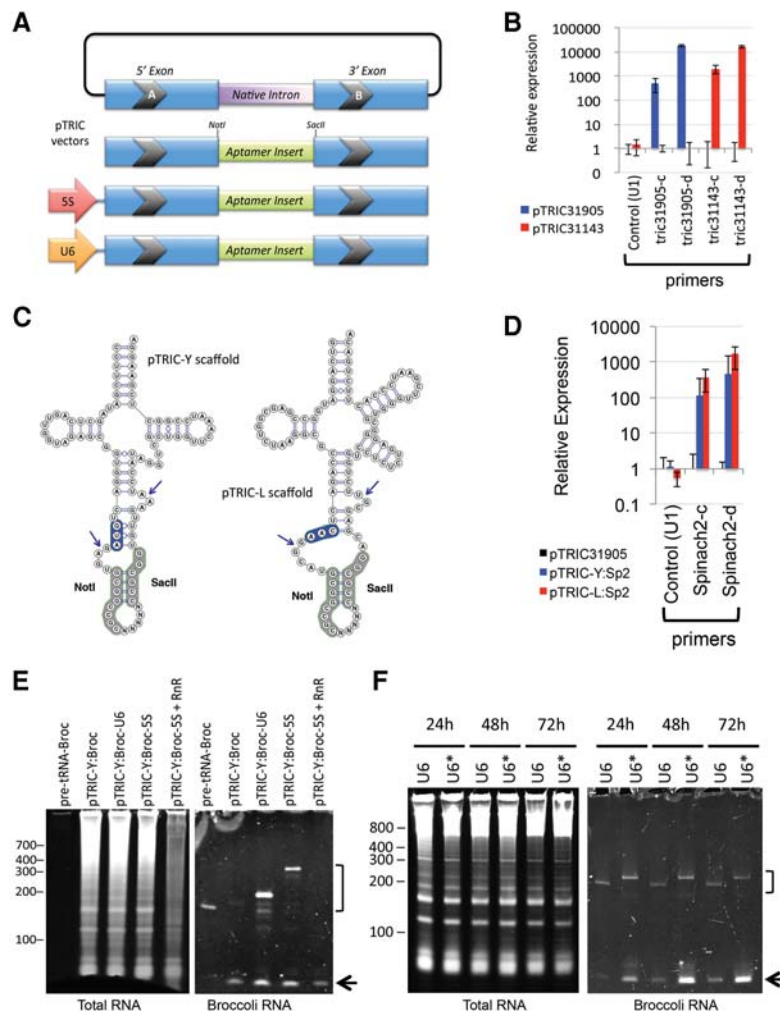 A
5' Exon
3' Exon
A
Native Intron
B
pTRIC
vectors
NotI
SacII
Aptamer Insert
5S
Aptamer Insert
U6
Aptamer Insert
B
Relative expression
100000
10000
1000
100
10
1
0
Control (U1)
tric31905-c
tric31905-d
tric31143-c
tric31143-d
pTRIC31905
pTRIC31143
primers
C
pTRIC-Y scaffold
pTRIC-L scaffold
NotI
SacII
NotI
SacII
D
Relative Expression
10000
1000
100
10
1
0.1
Control (U1)
Spinach2-c
Spinach2-d
pTRIC31905
pTRIC-Y:Sp2
pTRIC-L:Sp2
primers
E
pre-tRNA-Broc
pTRIC-Y:Broc
pTRIC-Y:Broc-U6
pTRIC-Y:Broc-5S
pTRIC-Y:Broc-5S + RnR
pre-tRNA-Broc
pTRIC-Y:Broc
pTRIC-Y:Broc-U6
pTRIC-Y:Broc-5S
pTRIC-Y:Broc-5S + RnR
700
400
300
200
100
Total RNA
Broccoli RNA
F
24h 48h 72h 24h 48h 72h
U6 U6* U6 U6* U6 U6* U6 U6* U6 U6* U6 U6*
800
400
300
200
100
Total RNA
Broccoli RNA